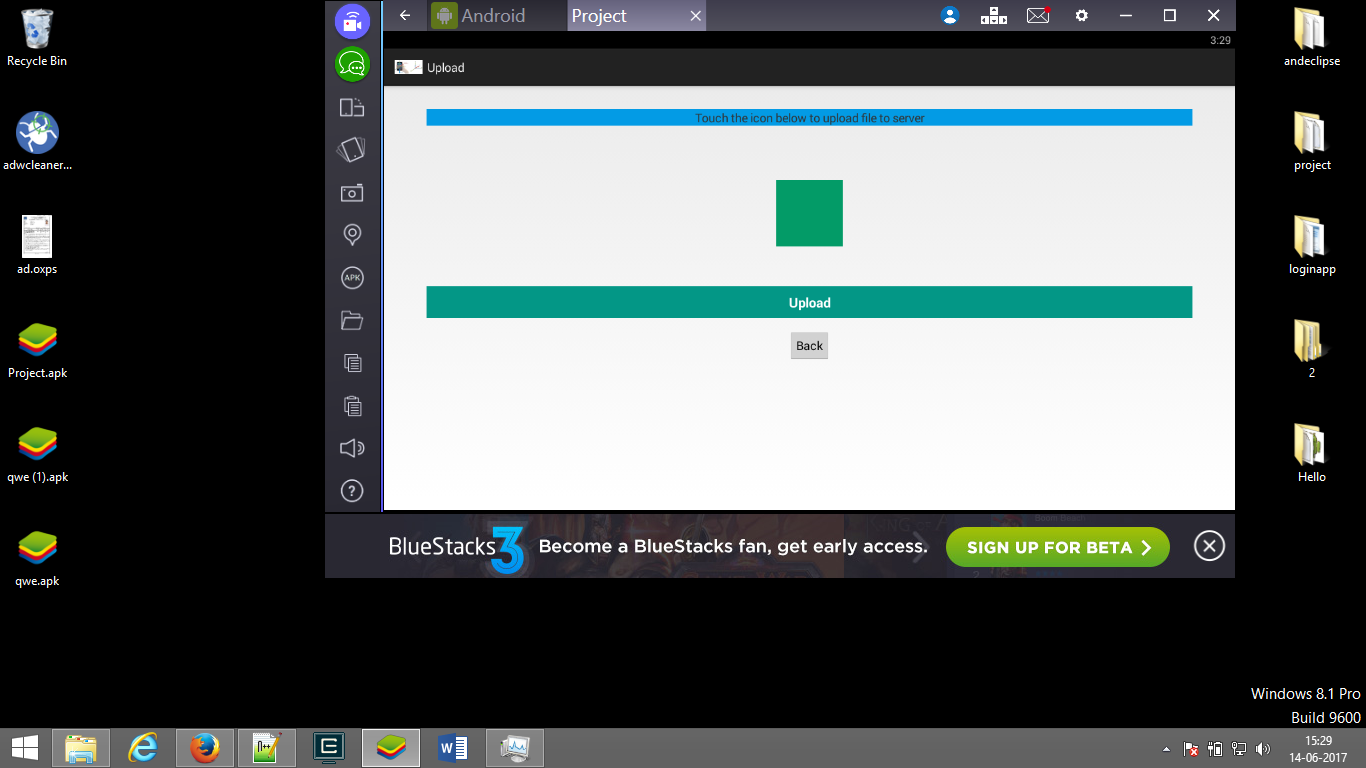 Recycle Bin
adwcleaner...
ad.oxps
Project.apk
qwe (1).apk
qwe.apk
Android
Project
3:29
Upload
Touch the icon below to upload file to server
Upload
Back
APK
?
BlueStacks 3
Become a BlueStacks fan, get early access.
SIGN UP FOR BETA
andeclipse
project
loginapp
2
Hello
Windows 8.1 Pro
Build 9600
15:29
14-06-2017